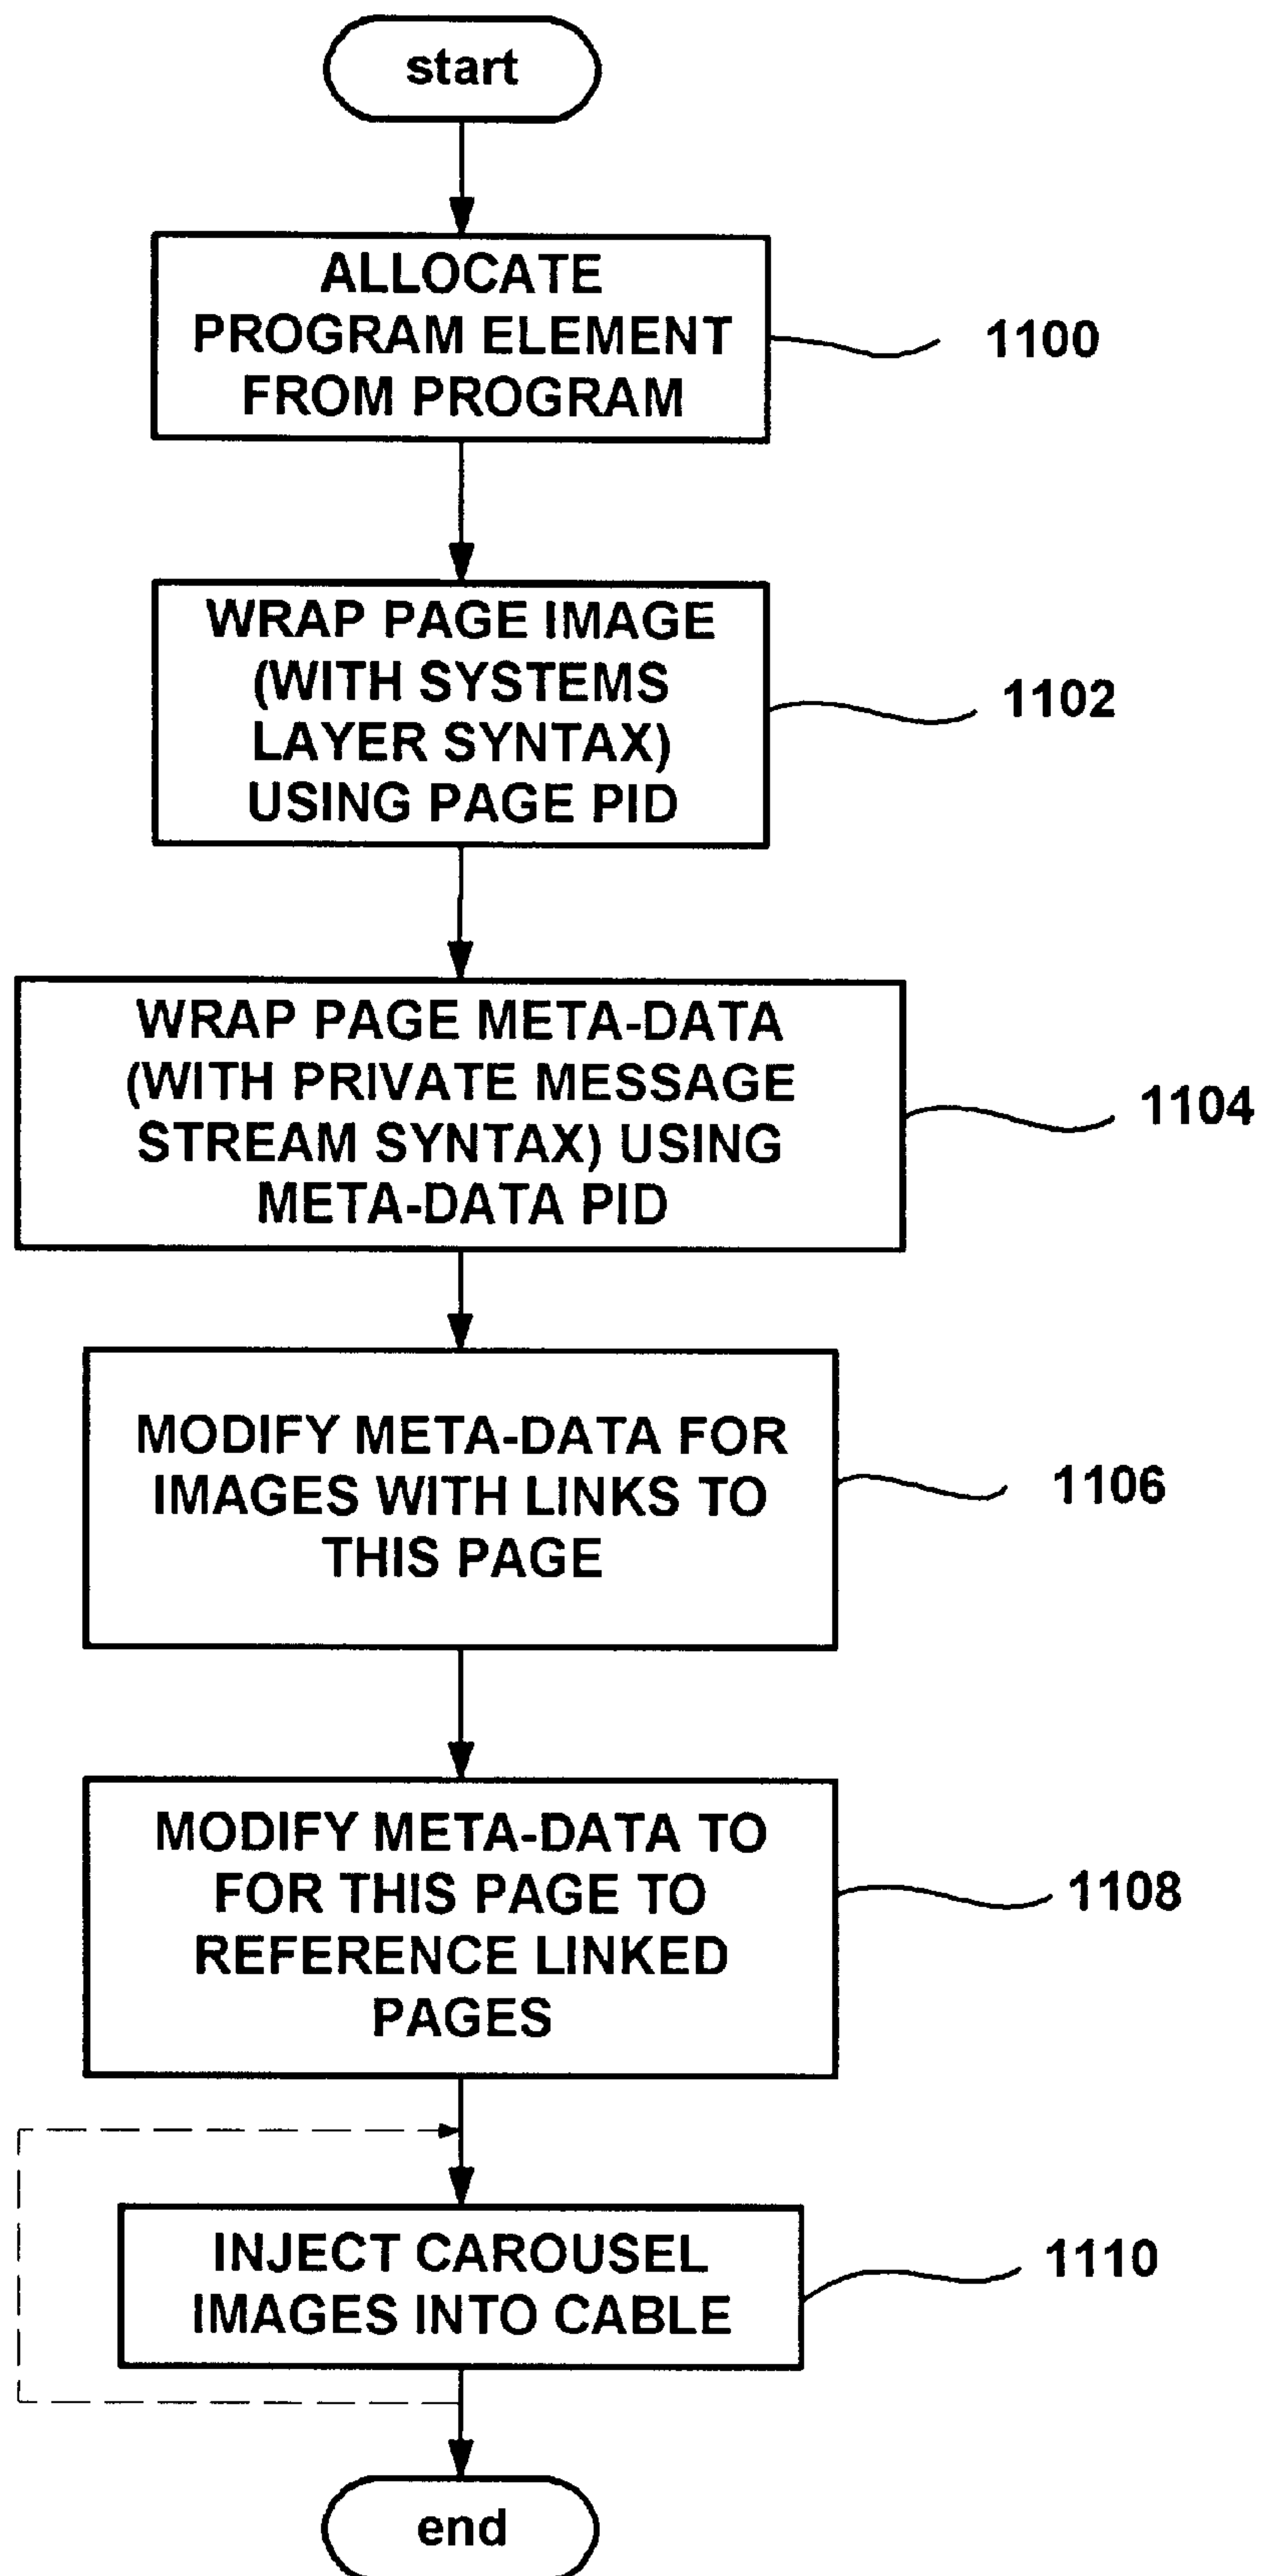 start
ALLOCATE
PROGRAM ELEMENT
FROM PROGRAM
1100
WRAP PAGE IMAGE
(WITH SYSTEMS
LAYER SYNTAX)
USING PAGE PID
1102
WRAP PAGE META-DATA
(WITH PRIVATE MESSAGE
STREAM SYNTAX) USING
META-DATA PID
1104
MODIFY META-DATA FOR
IMAGES WITH LINKS TO
THIS PAGE
1106
MODIFY META-DATA TO
FOR THIS PAGE TO
REFERENCE LINKED
PAGES
1108
INJECT CAROUSEL
IMAGES INTO CABLE
1110
end